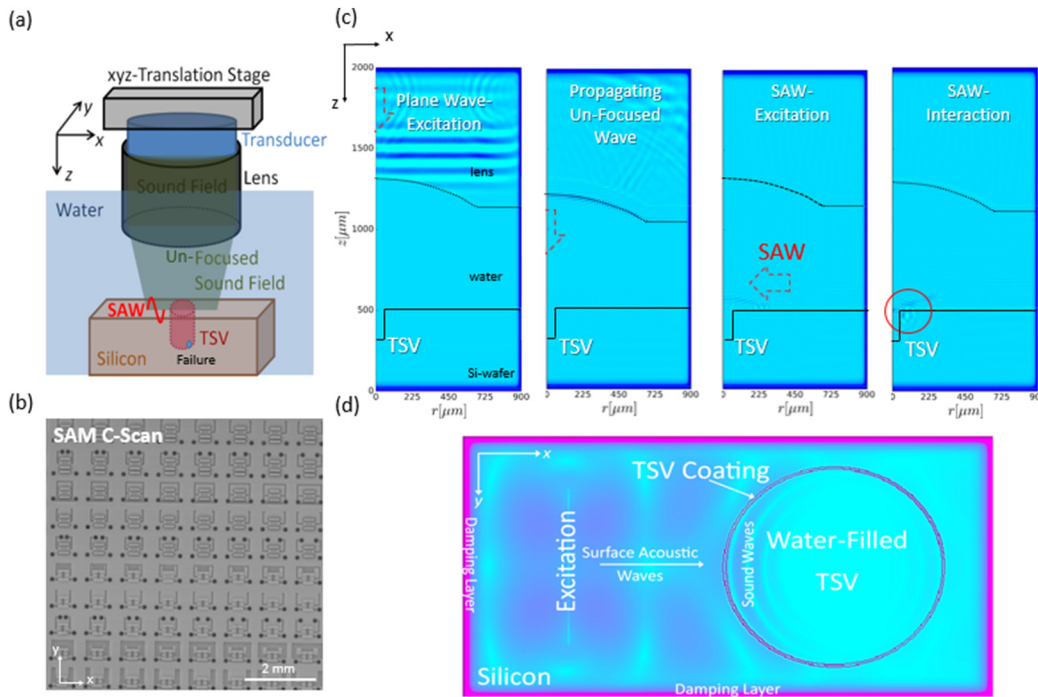 (a)
xyz-Translation Stage
y
x
z
Transducer
Lens
Sound Field
Water
Un-Focused
Sound Field
SAW
TSV
Silicon
Failure
(b)
SAM C-Scan
y
x
2 mm
(c)
x
z
2000
1500
1000
500
0
z[μm]
Plane Wave-
Excitation
lens
water
TSV
Si-wafer
0 225 450 675 900
r[μm]
Propagating
Un-Focused
Wave
TSV
0 225 450 675 900
r[μm]
SAW-
Excitation
SAW
TSV
0 225 450 675 900
r[μm]
SAW-
Interaction
TSV
0 225 450 675 900
r[μm]
(d)
x
y
Damping Layer
TSV Coating
Excitation
Surface Acoustic
Waves
Sound Waves
Water-Filled
TSV
Silicon
Damping Layer